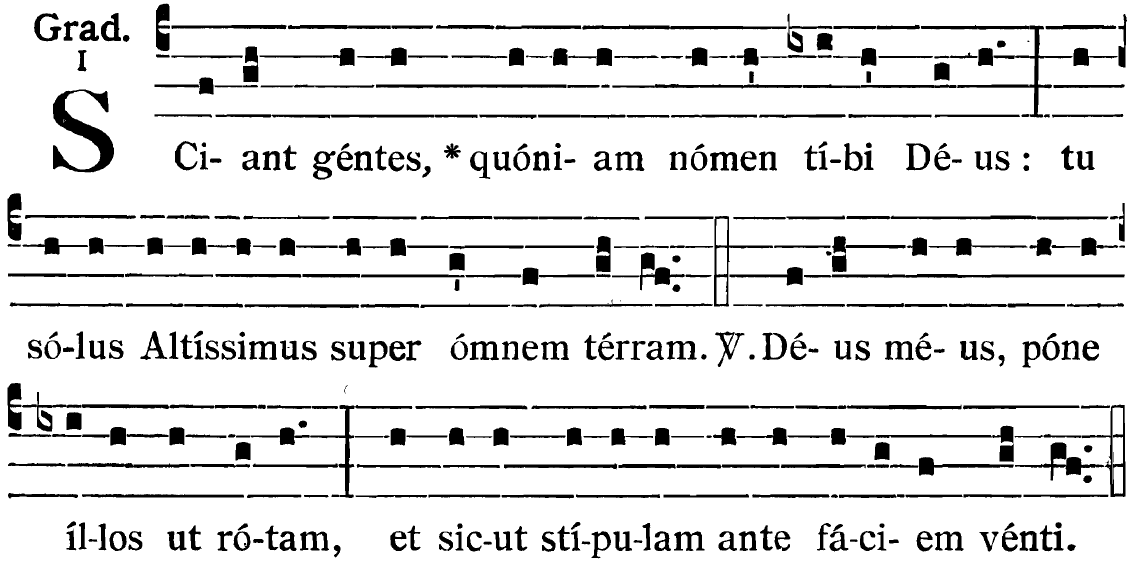 Grad.
I
SCi- ant géntes, * quóni- am nómen tí-bi Dé- us : tu
só-lus Altíssimus super ómnem térram. ℣. Dé- us mé- us, póne
íl-los ut ró-tam, et sic-ut stí-pu-lam ante fá-ci- em vénti.